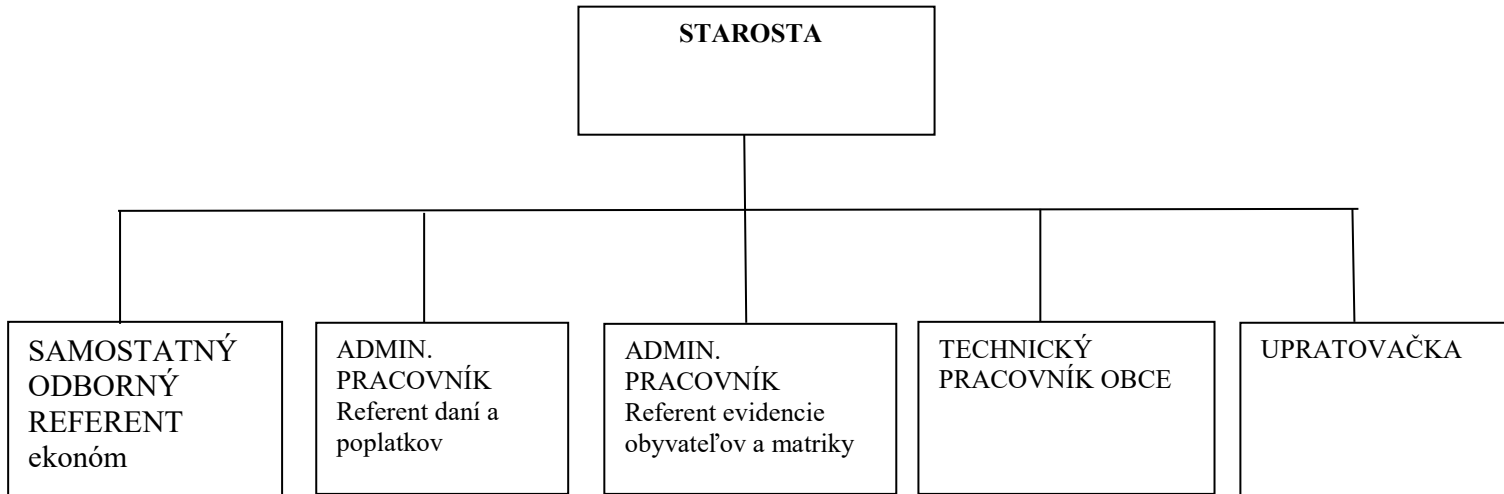 STAROSTA
SAMOSTATNÝ
ODBORNÝ
REFERENT
ekonóm
ADMIN.
PRACOVNÍK
Referent daní a
poplatkov
ADMIN.
PRACOVNÍK
Referent evidencie
obyvateľov a matriky
TECHNICKÝ
PRACOVNÍK OBCE
UPRATOVAČKA